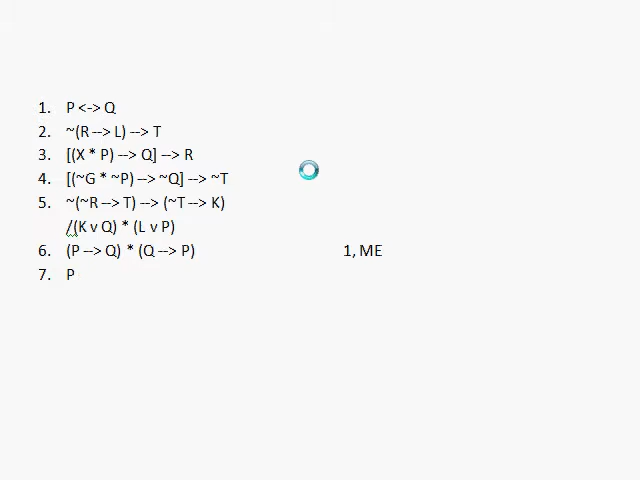 1. P <-> Q
2. ~(R --> L) --> T
3. [(X * P) --> Q] --> R
4. [(~G * ~P) --> ~Q] --> ~T
5. ~(~R --> T) --> (~T --> K)
/(K v Q) * (L v P)
6. (P --> Q) * (Q --> P) 1, ME
7. P